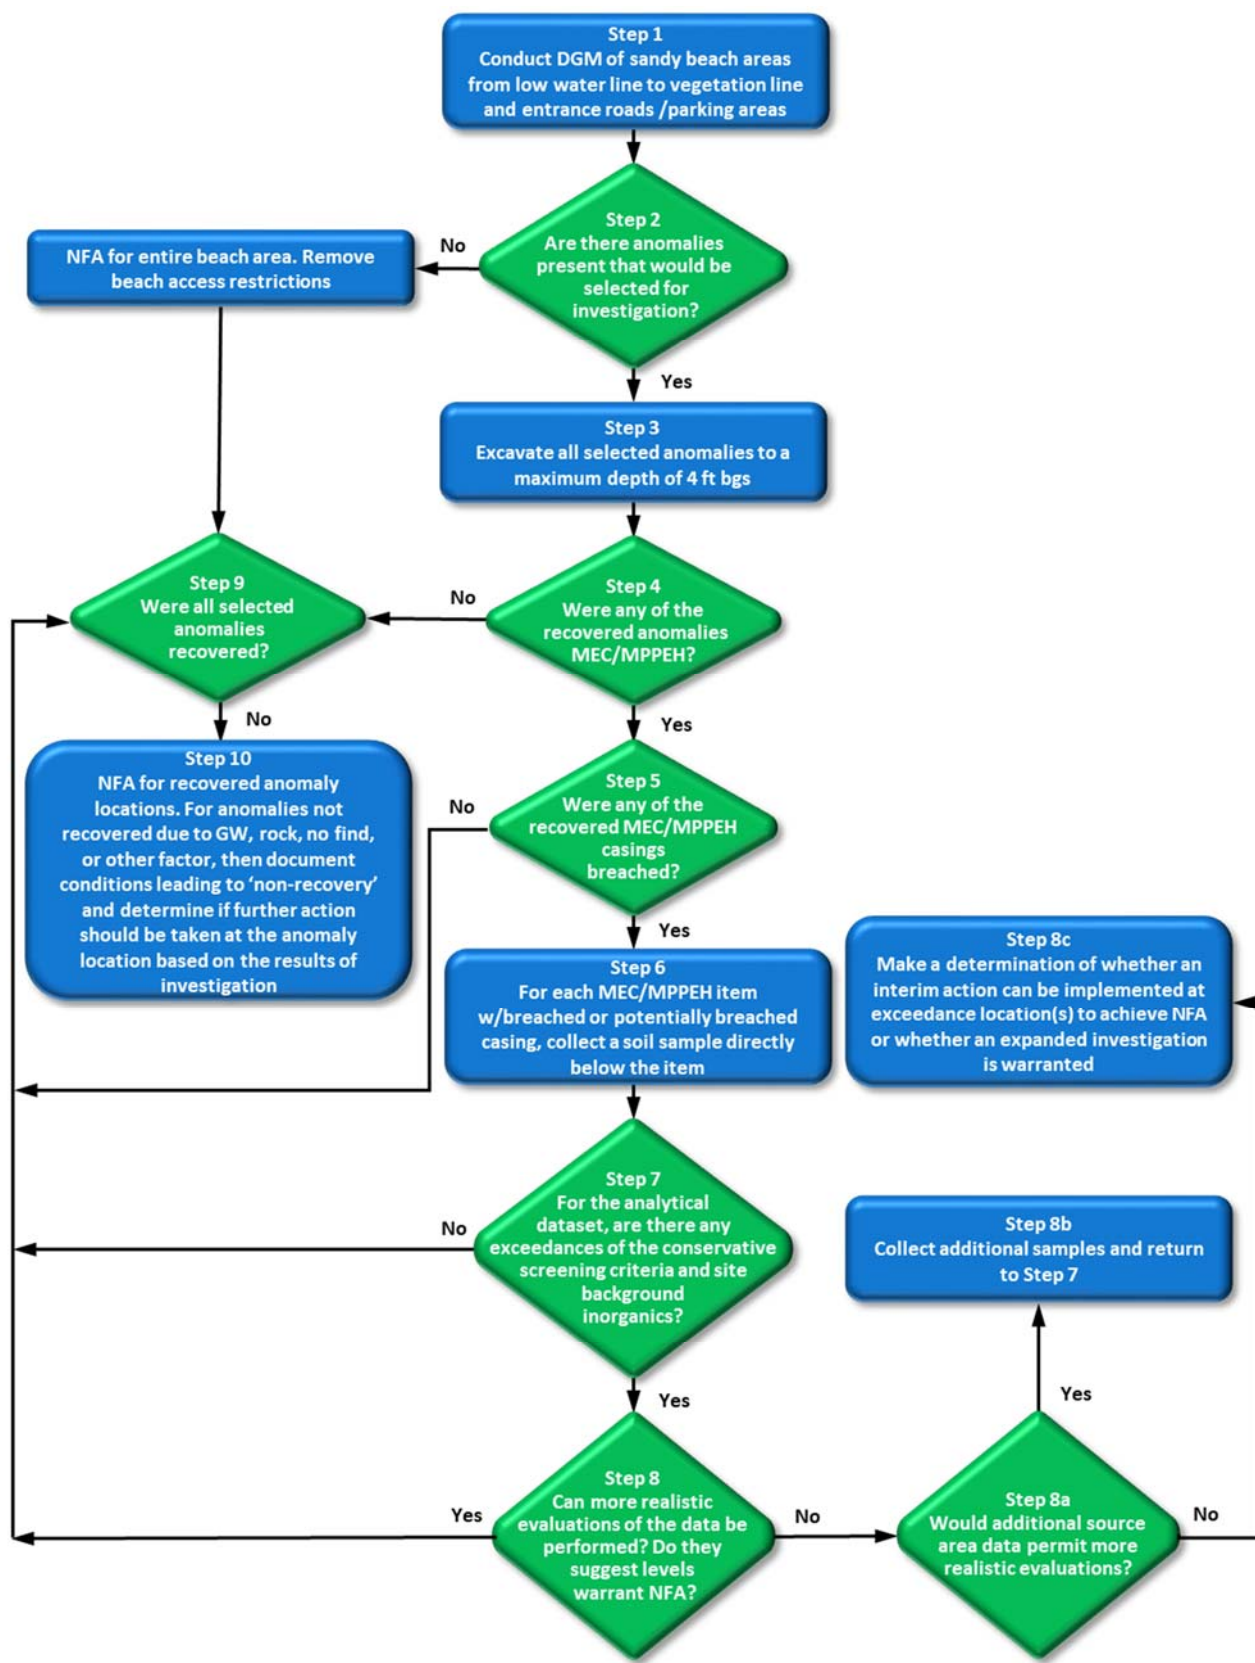 Step 1
Conduct DGM of sandy beach areas
from low water line to vegetation line
and entrance roads /parking areas
Step 2
Are there anomalies
present that would be
selected for
investigation?
No
NFA for entire beach area. Remove
beach access restrictions
Yes
Step 3
Excavate all selected anomalies to a
maximum depth of 4 ft bgs
Step 4
Were any of the
recovered anomalies
MEC/MPPEH?
No
Step 9
Were all selected
anomalies
recovered?
No
Step 10
NFA for recovered anomaly
locations. For anomalies not
recovered due to GW, rock, no find,
or other factor, then document
conditions leading to ‘non-recovery’
and determine if further action
should be taken at the anomaly
location based on the results of
investigation
Yes
Step 5
Were any of the
recovered MEC/MPPEH
casings
breached?
No
Yes
Step 6
For each MEC/MPPEH item
w/breached or potentially breached
casing, collect a soil sample directly
below the item
Step 8c
Make a determination of whether an
interim action can be implemented at
exceedance location(s) to achieve NFA
or whether an expanded investigation
is warranted
Step 7
For the analytical
dataset, are there any
exceedances of the conservative
screening criteria and site
background
inorganics?
No
Yes
Step 8b
Collect additional samples and return
to Step 7
Yes
Step 8
Can more realistic
evaluations of the data be
performed? Do they
suggest levels
warrant NFA?
Yes
No
Step 8a
Would additional source
area data permit more
realistic evaluations?
No